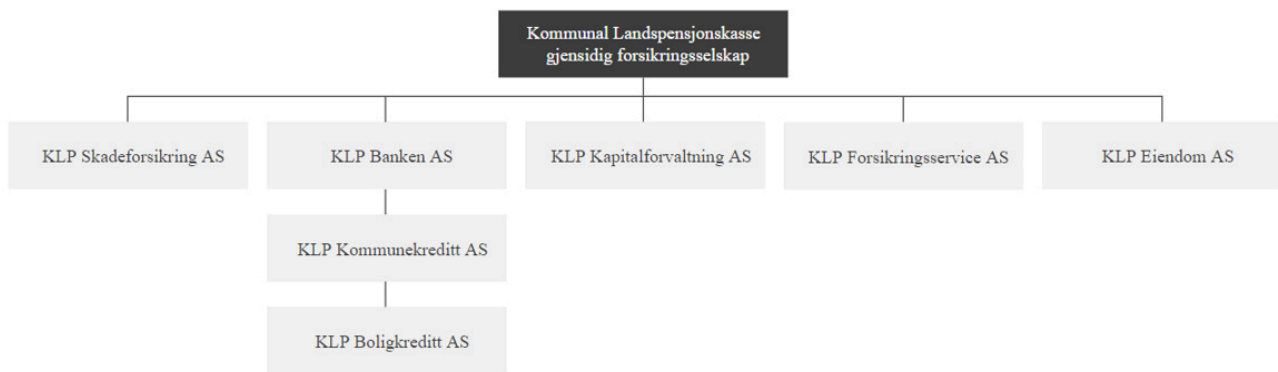 Kommunal Landspensjonskasse
gjensidig forsikringsselskap
KLP Skadeforsikring AS
KLP Banken AS
KLP Kapitalforvaltning AS
KLP Forsikringsservice AS
KLP Eiendom AS
KLP Kommunekreditt AS
KLP Boligkreditt AS